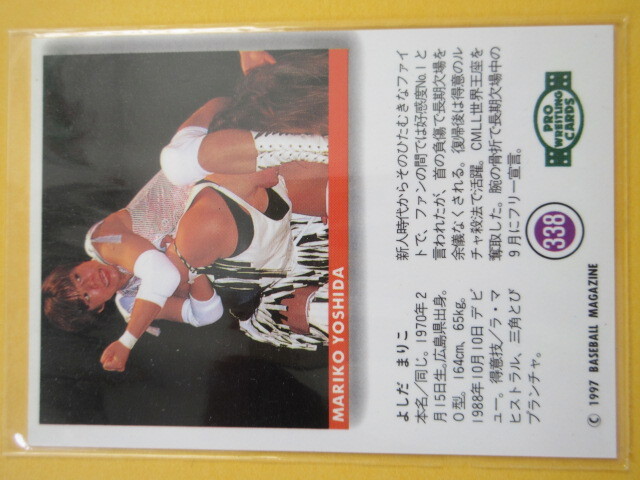 PRO
WRESTLING
CARDS
338
MARIKO YOSHIDA
新人時代からそのひたむきなファイ
トで、ファンの間では好感度No.1と
言われたが、首の負傷で長期欠場を
余儀なくされる。復帰後は得意のル
チャ殺法で活躍。CMLL世界王座を
奪取した。腕の骨折で長期欠場中の
9月にフリー宣言。
よしだ まりこ
本名/同じ。1970年2
月15日生。広島県出身。
O型。164cm、65kg。
1988年10月10日デビ
ュー。得意技/ラ・マ
ヒストラル、三角とび
プランチャ。
© 1997 BASEBALL MAGAZINE